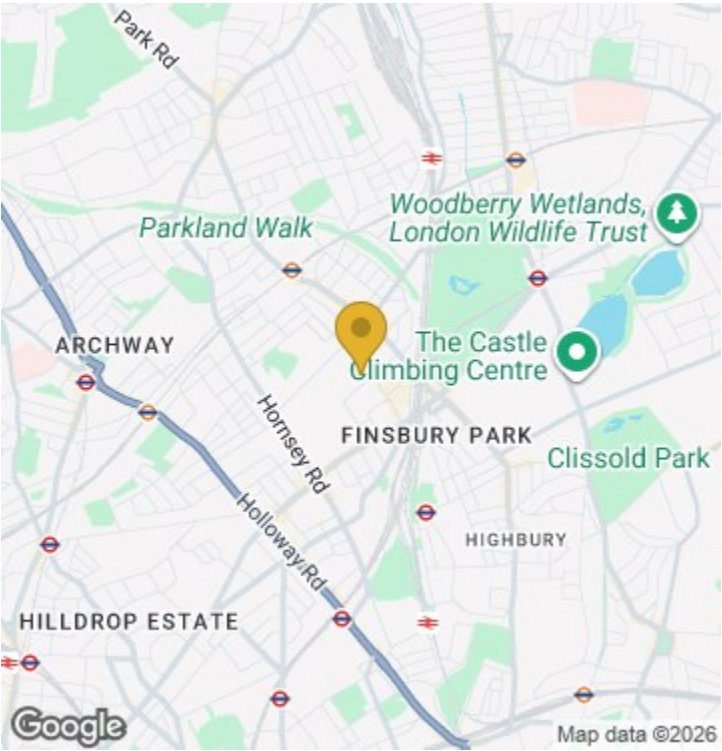 Park Rd
Woodberry Wetlands,
London Wildlife Trust
Parkland Walk
ARCHWAY
The Castle
Climbing Centre
Hornsey Rd
FINSBURY PARK
Clissold Park
Holloway Rd
HIGHBURY
HILLDROP ESTATE
Google
Map data ©2026